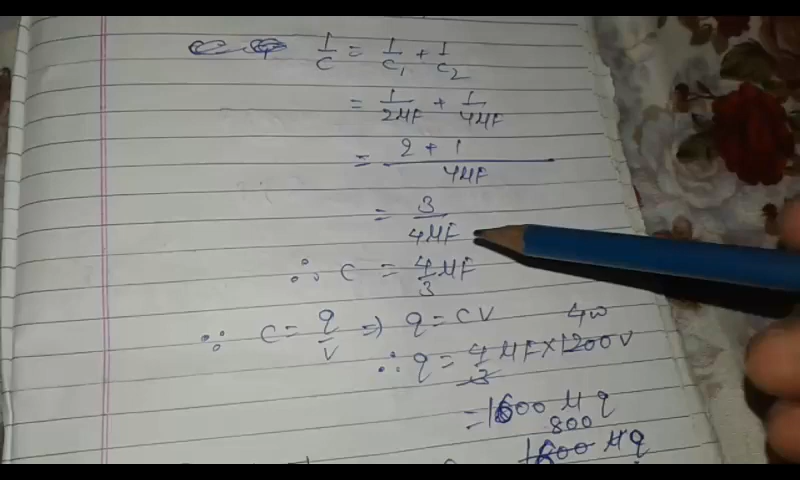 1/C = 1/C₁ + 1/C₂
= 1/2μF + 1/4μF
= 2 + 1/4μF
= 3/4μF
∴ C = 4/3 μF
∵ C = q/V ⇒ q = CV
400
∴ q = 4/3 μF × 1200V
= 1600 μq
800
1600 μq